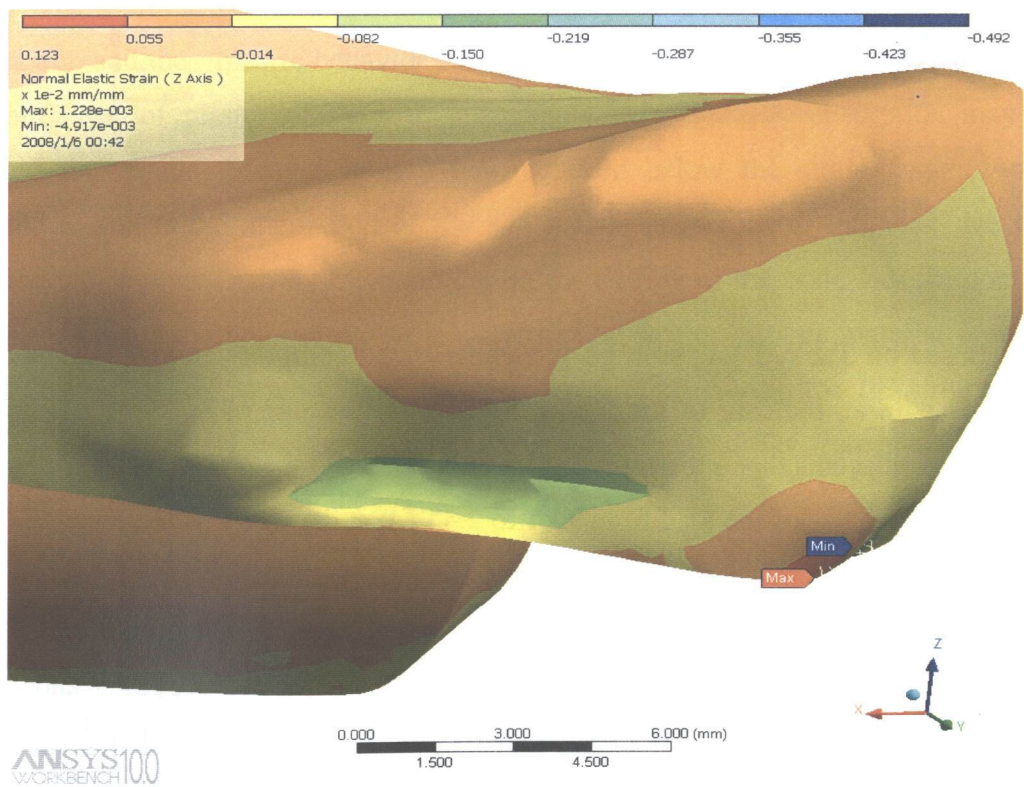 0.055 -0.082 -0.219 -0.355 -0.492
0.123 -0.014 -0.150 -0.287 -0.423
Normal Elastic Strain ( Z Axis )
x 1e-2 mm/mm
Max: 1.228e-003
Min: -4.917e-003
2008/1/6 00:42
Min
Max
Z
X
Y
0.000 3.000 6.000 (mm)
1.500 4.500
ANSYS 10.0
WORKBENCH